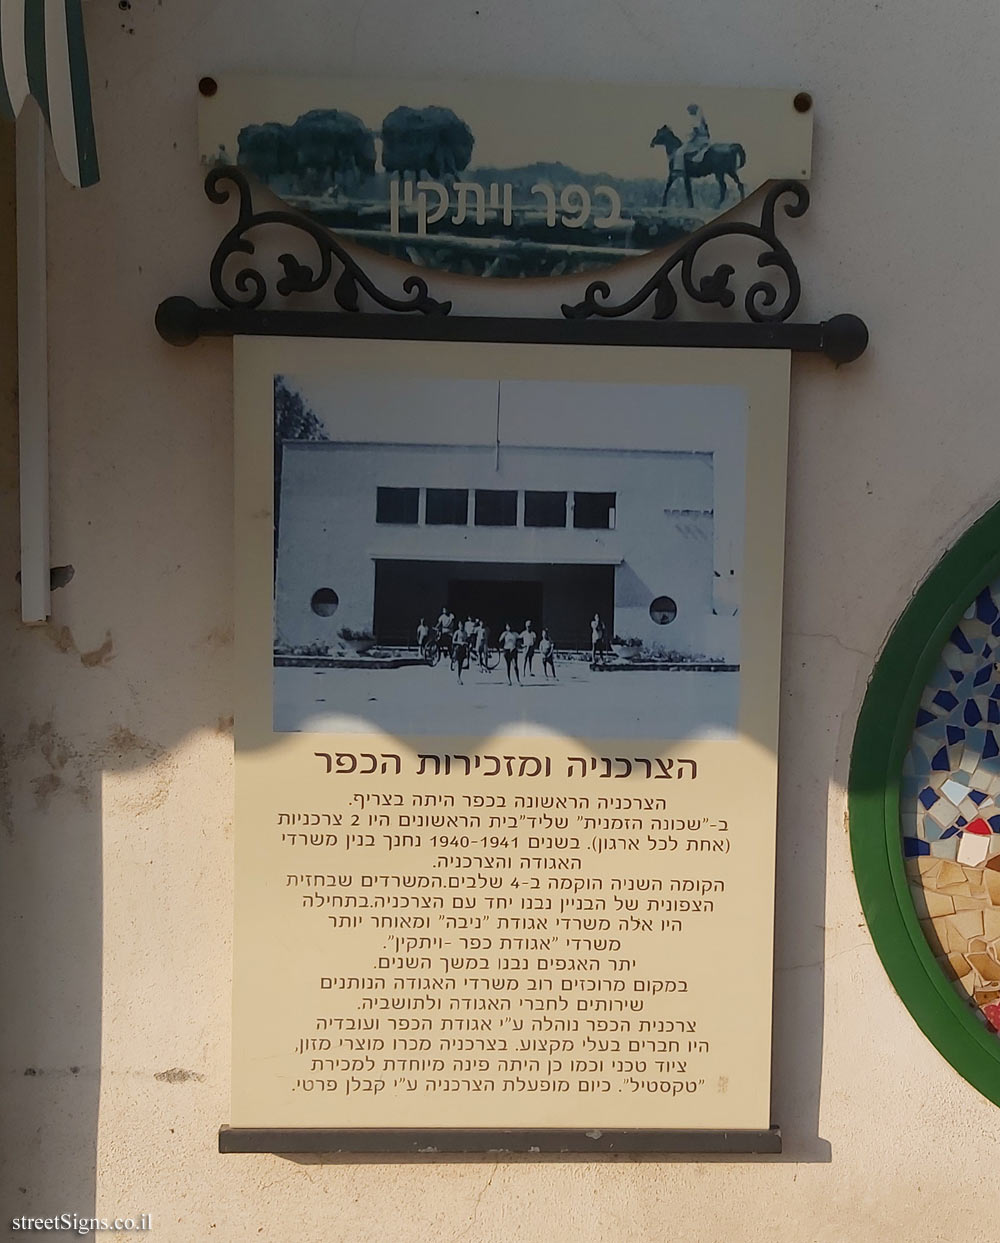 כפר ויתקין
הצרכניה ומזכירות הכפר
הצרכניה הראשונה בכפר היתה בצריף.
ב-"שכונה הזמנית" שליד"בית הראשונים היו 2 צרכניות
(אחת לכל ארגון). בשנים 1940-1941 נחנך בנין משרדי
האגודה והצרכניה.
הקומה השניה הוקמה ב-4 שלבים.המשרדים שבחזית
הצפונית של הבניין נבנו יחד עם הצרכניה.בתחילה
היו אלה משרדי אגודת "ניבה" ומאוחר יותר
משרדי "אגודת כפר -ויתקין".
יתר האגפים נבנו במשך השנים.
במקום מרוכזים רוב משרדי האגודה הנותנים
שירותים לחברי האגודה ולתושביה.
צרכנית הכפר נוהלה ע"י אגודת הכפר ועובדיה
היו חברים בעלי מקצוע. בצרכניה מכרו מוצרי מזון,
ציוד טכני וכמו כן היתה פינה מיוחדת למכירת
"טקסטיל". כיום מופעלת הצרכניה ע"י קבלן פרטי.
streetSigns.co.il